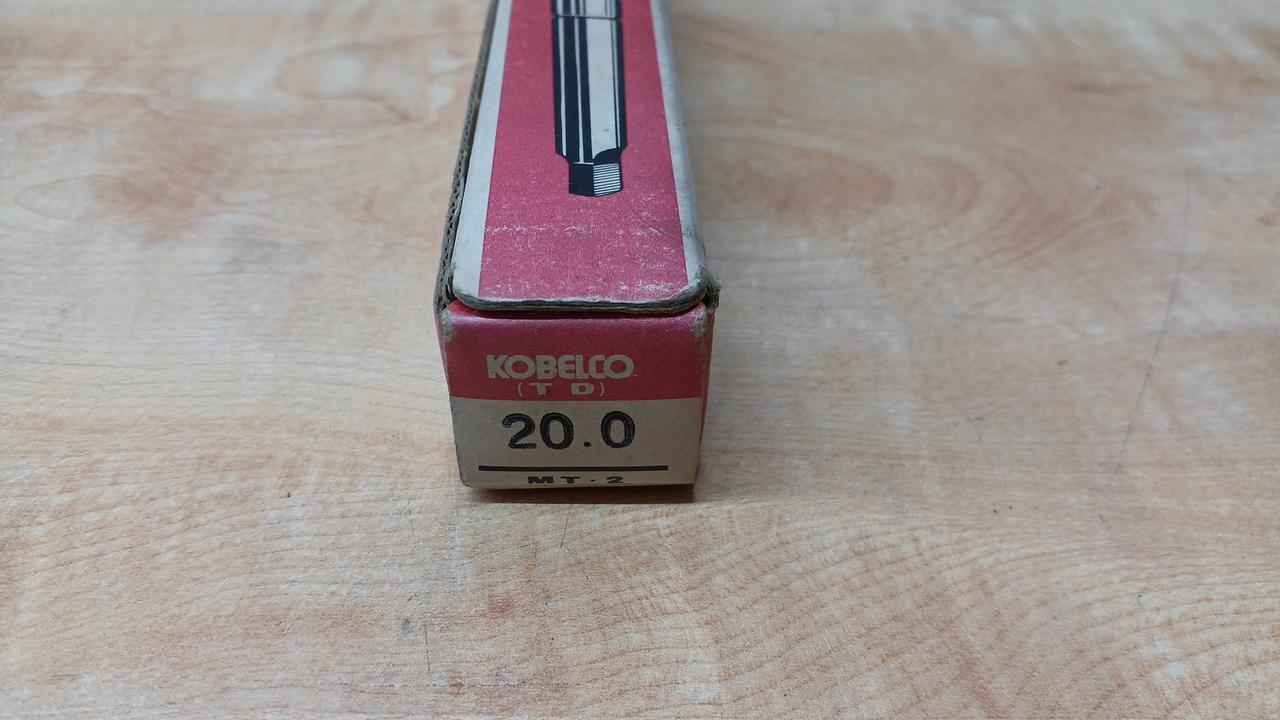 KOBELCO
(T D)
20.0
MT·2